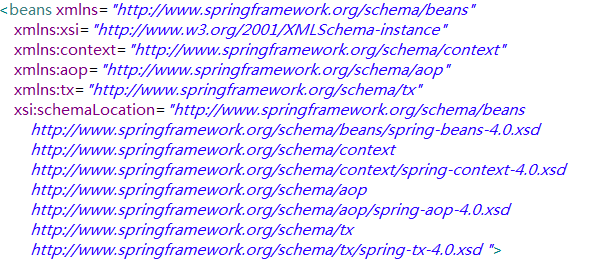 <beans xmlns="http://www.springframework.org/schema/beans"
xmlns:xsi="http://www.w3.org/2001/XMLSchema-instance"
xmlns:context="http://www.springframework.org/schema/context"
xmlns:aop="http://www.springframework.org/schema/aop"
xmlns:tx="http://www.springframework.org/schema/tx"
xsi:schemaLocation="http://www.springframework.org/schema/beans
http://www.springframework.org/schema/beans/spring-beans-4.0.xsd
http://www.springframework.org/schema/context
http://www.springframework.org/schema/context/spring-context-4.0.xsd
http://www.springframework.org/schema/aop
http://www.springframework.org/schema/aop/spring-aop-4.0.xsd
http://www.springframework.org/schema/tx
http://www.springframework.org/schema/tx/spring-tx-4.0.xsd ">